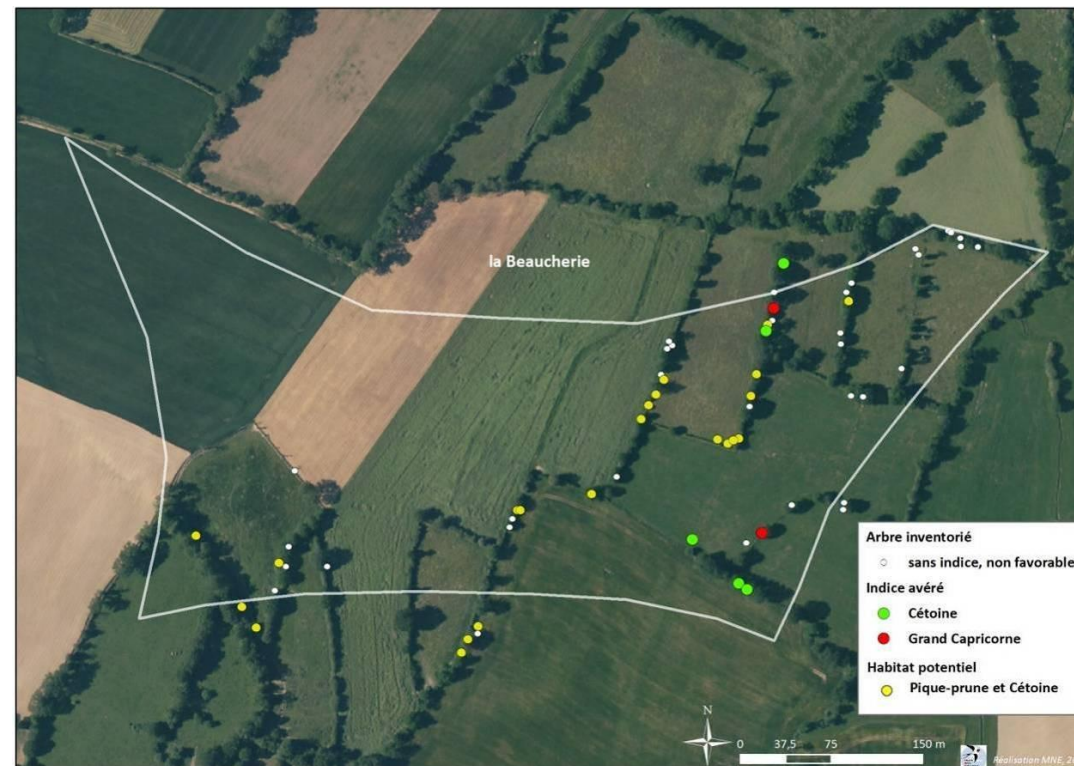 la Beaucherie
Arbre inventorié
sans indice, non favorable
Indice avéré
Cétoine
Grand Capricorne
Habitat potentiel
Pique-prune et Cétoine
N
0 37,5 75 150 m
Réalisation MNE,